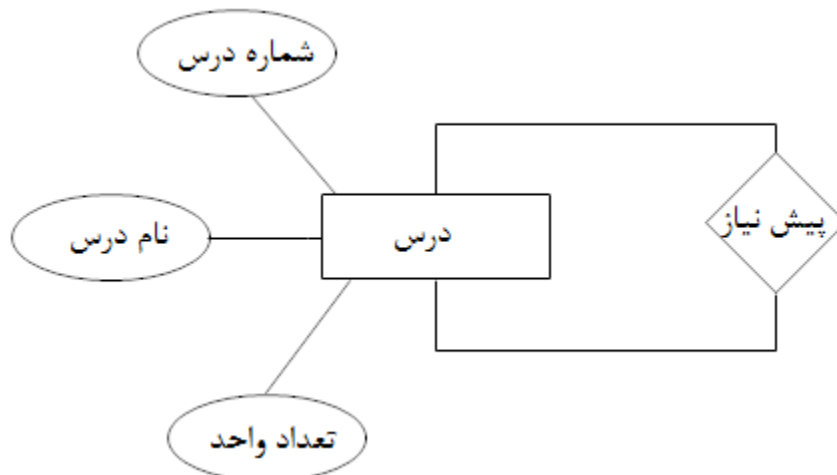 شماره درس
نام درس
درس
پیش نیاز
تعداد واحد